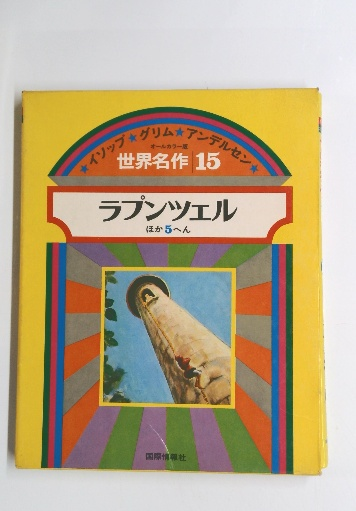 ★イソップ★グリム★アンデルセン★
オールカラー版
世界名作 15
ラプンツェル
ほか5へん
国際情報社